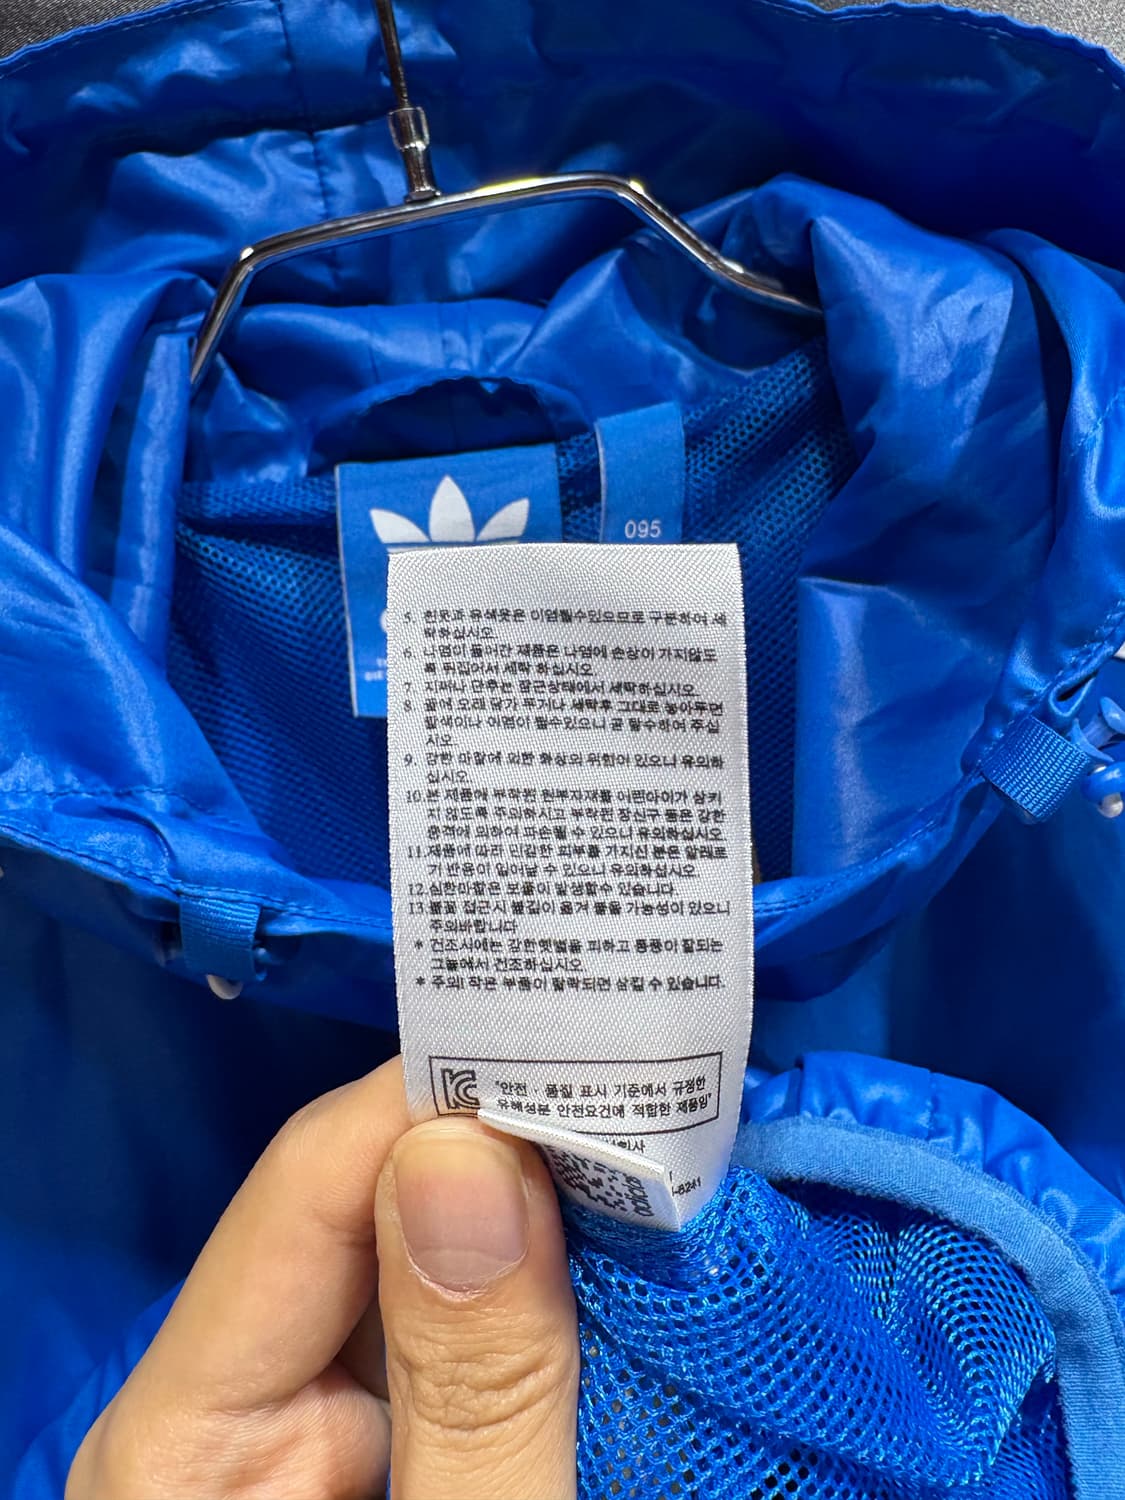 095
5. 흰옷과 유색옷은 이염될수있으므로 구분하여 세
탁하십시오.
6. 나염이 들어간 제품은 나염에 손상이 가지않도
록 뒤집어서 세탁 하십시오.
7. 지퍼나 단추는 잠근상태에서 세탁하십시오.
8. 물에 오래 담가 두거나 세탁후 그대로 놓아두면
탈색이나 이염이 될수있으니 곧 탈수하여 주십
시오.
9. 강한 마찰에 의한 화상의 위험이 있으니 유의하
십시오.
10.본 제품에 부착된 원부자재를 어린아이가 삼키
지 않도록 주의하시고 부착된 장신구 등은 강한
충격에 의하여 파손될 수 있으니 유의하십시오
11.제품에 따라 민감한 피부를 가지신 분은 알레르
기 반응이 일어날 수 있으니 유의하십시오.
12.심한마찰은 보풀이 발생할수 있습니다.
13.불꽃 접근시 불길이 옮겨 붙을 가능성이 있으니
주의바랍니다
* 건조시에는 강한햇볕을 피하고 통풍이 잘되는
그늘에서 건조하십시오.
* 주의! 작은 부품이 탈락되면 삼킬 수 있습니다.
"안전 · 품질 표시 기준에서 규정한
유해성분 안전요건에 적합한 제품임"
회사
-8241
adidas